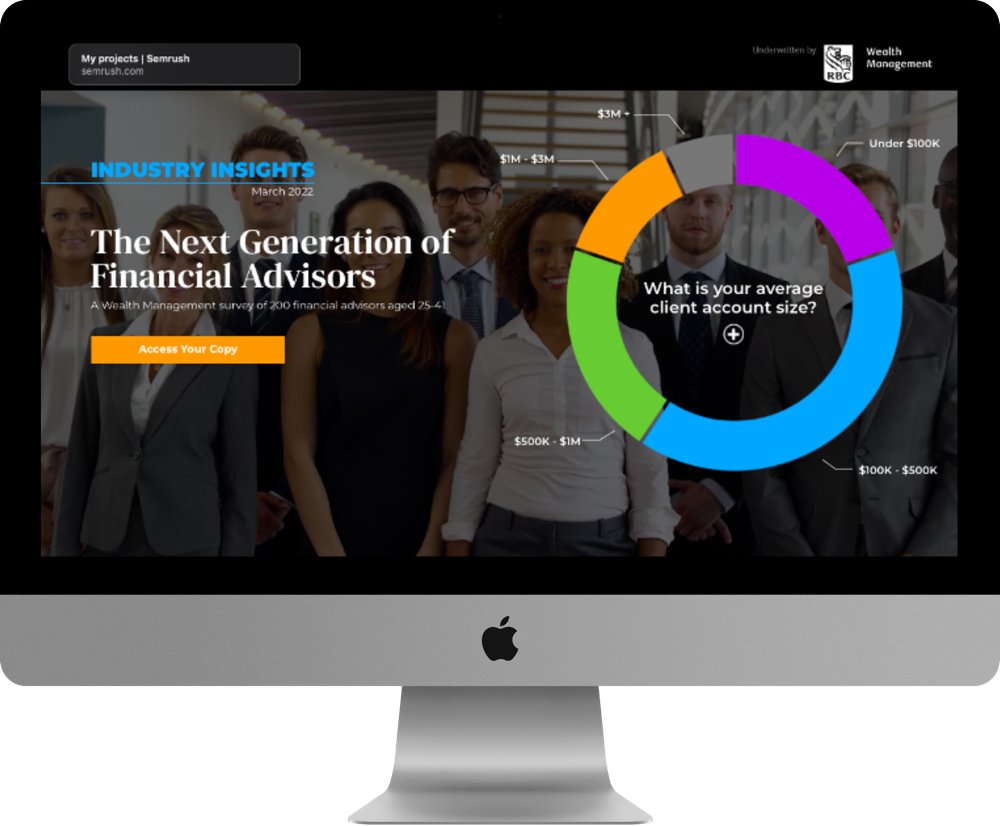 My projects | Semrush
semrush.com
Underwritten by:
RBC
Wealth
Management
INDUSTRY INSIGHTS
March 2022
The Next Generation of
Financial Advisors
A Wealth Management survey of 200 financial advisors aged 25-41.
Access Your Copy
$3M +
$1M - $3M
Under $100K
What is your average
client account size?
$500K - $1M
$100K - $500K